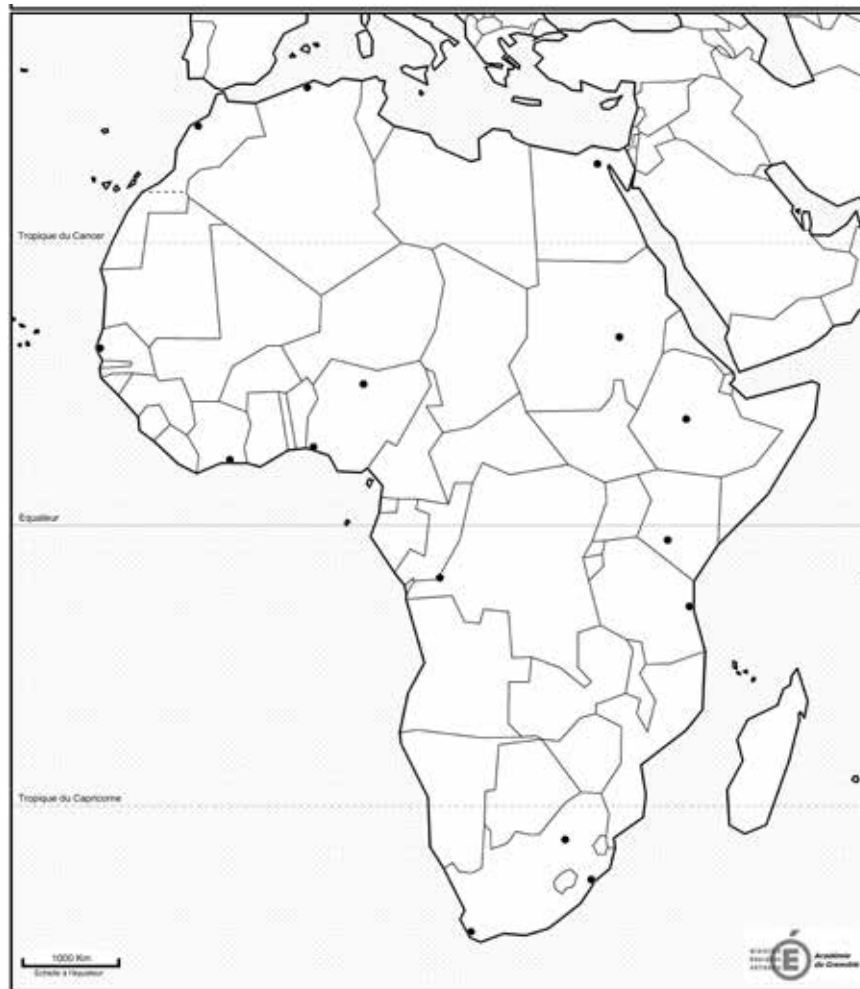 Tropique du Cancer
Equateur
Tropique du Capricorne
1000 Km
Echelle à l'équateur
E
Académie
de Grenoble